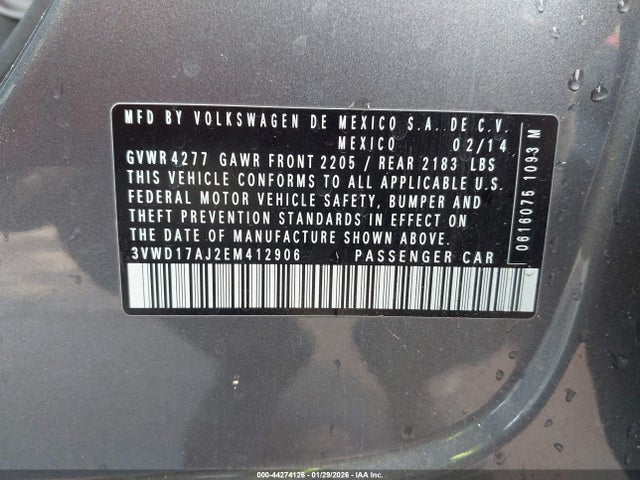 MFD BY VOLKSWAGEN DE MEXICO S.A. DE C.V.
MEXICO 02/14
GVWR 4277 GAWR FRONT 2205 / REAR 2183 LBS
THIS VEHICLE CONFORMS TO ALL APPLICABLE U.S.
FEDERAL MOTOR VEHICLE SAFETY, BUMPER AND
THEFT PREVENTION STANDARDS IN EFFECT ON
THE DATE OF MANUFACTURE SHOWN ABOVE
3VWD17AJ2EM412906 PASSENGER CAR
0616075 1093 M
000-44274126 - 01/29/2026 - IAA Inc.